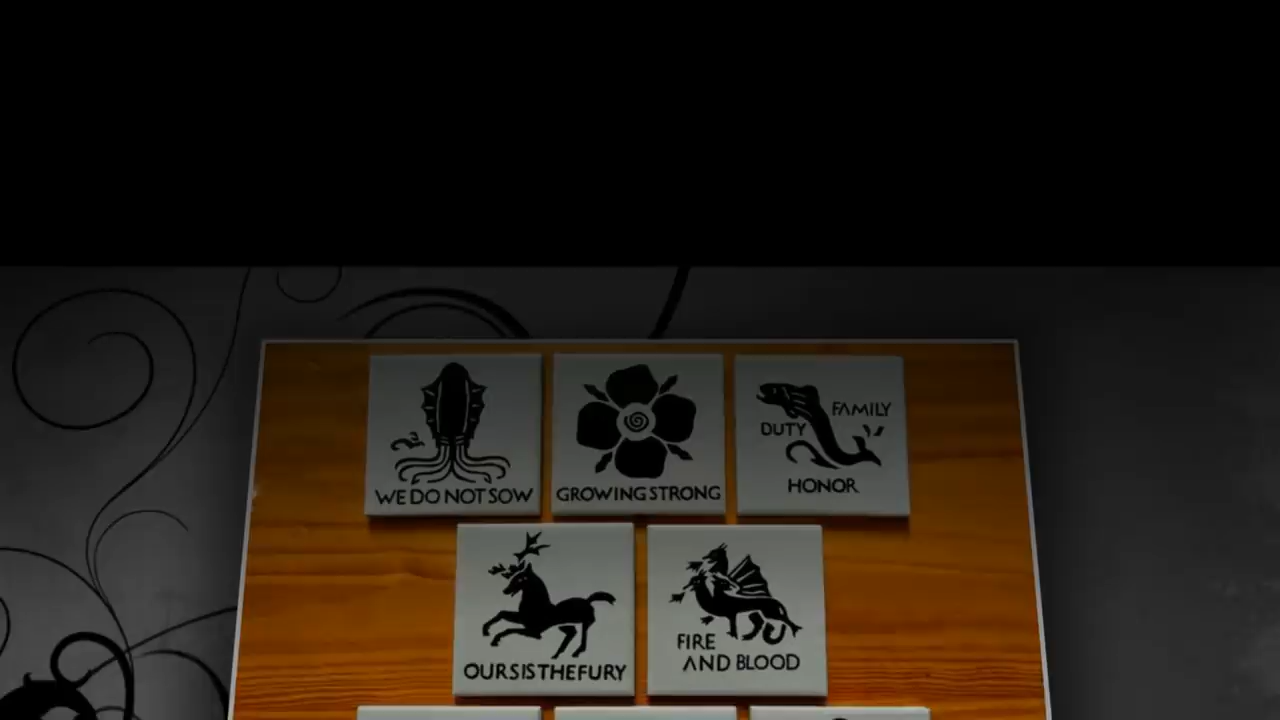 WE DO NOT SOW
GROWING STRONG
FAMILY
DUTY
HONOR
OURS IS THE FURY
FIRE
AND BLOOD